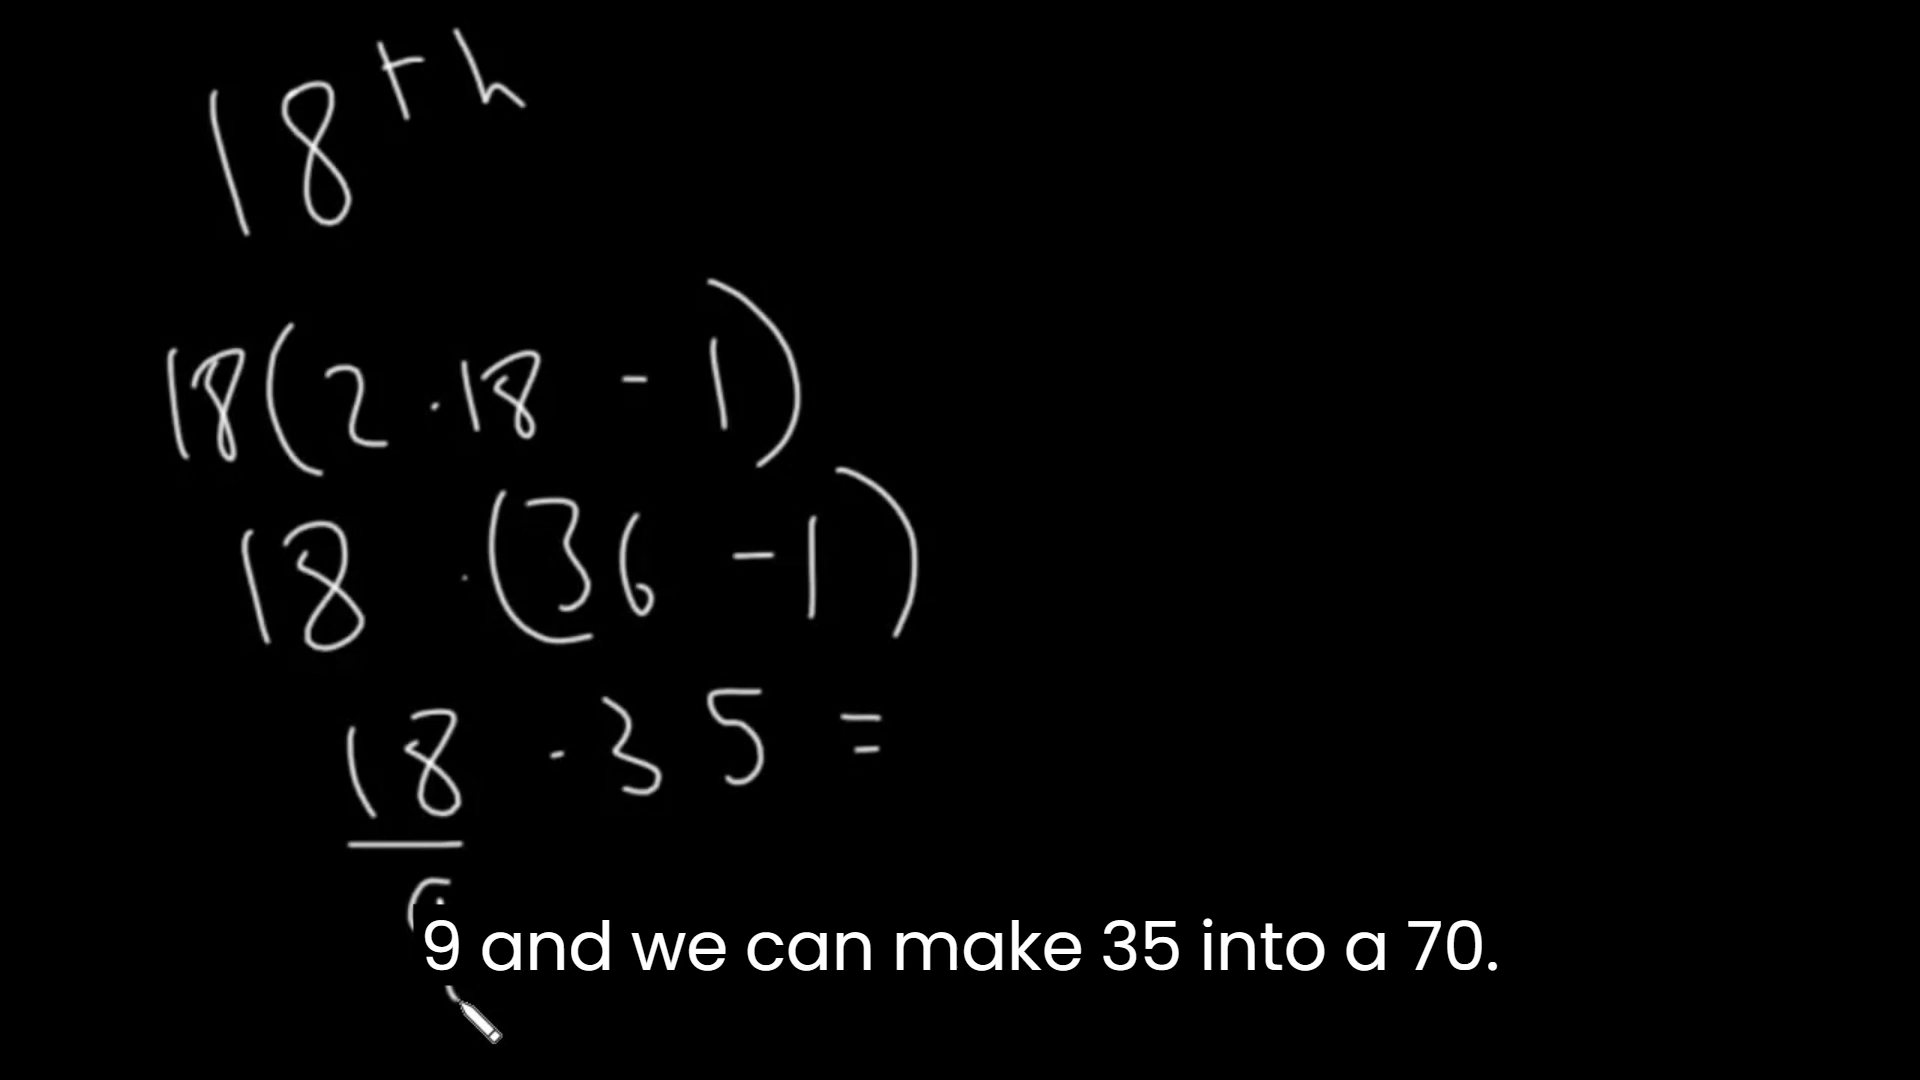 18th
18(2·18 - 1)
18 ·(36 - 1)
18 · 35 =
9 and we can make 35 into a 70.